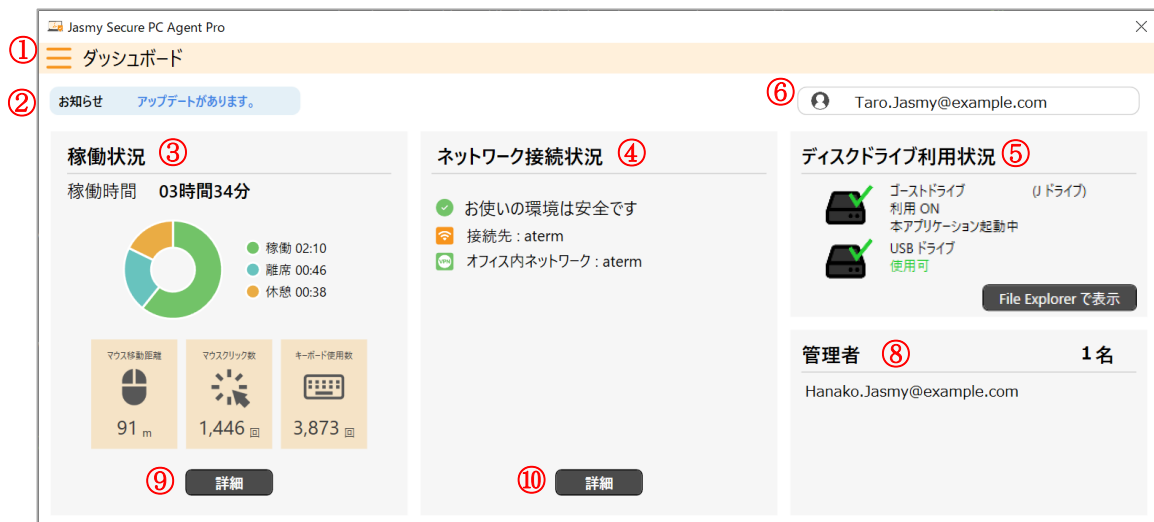 Jasmy Secure PC Agent Pro
① ダッシュボード
② お知らせ アップデートがあります。
⑥ Taro.Jasmy@example.com
稼働状況 ③
稼働時間 03時間34分
稼働 02:10
離席 00:46
休憩 00:38
マウス移動距離
91 m
マウスクリック数
1,446 回
キーボード使用数
3,873 回
⑨ 詳細
ネットワーク接続状況 ④
お使いの環境は安全です
接続先 : aterm
VPN オフィス内ネットワーク : aterm
⑩ 詳細
ディスクドライブ利用状況 ⑤
ゴーストドライブ (J ドライブ)
利用 ON
本アプリケーション起動中
USB ドライブ
使用可
File Explorer で表示
管理者 ⑧ 1 名
Hanako.Jasmy@example.com